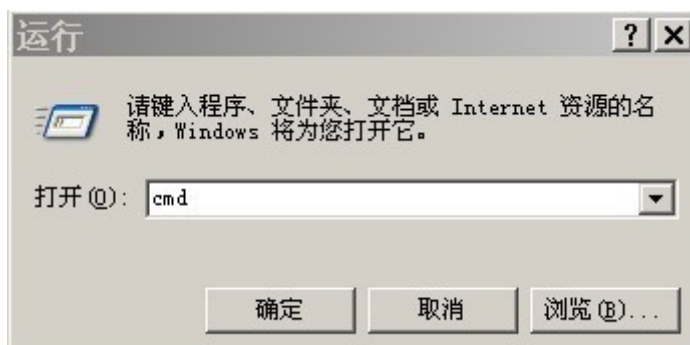 运行
请键入程序、文件夹、文档或 Internet 资源的名
称，Windows 将为您打开它。
打开(O): cmd
确定 取消 浏览(B)...